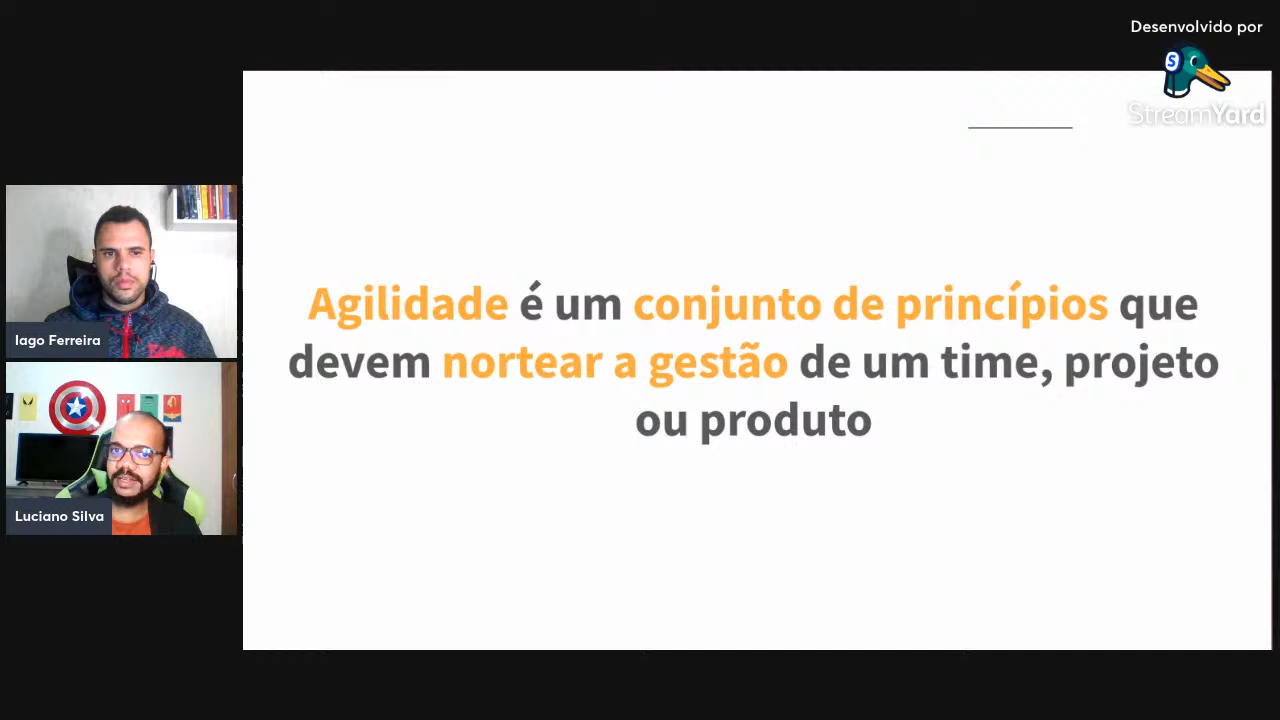 Desenvolvido por
StreamYard
Agilidade é um conjunto de princípios que
devem nortear a gestão de um time, projeto
ou produto
Iago Ferreira
Luciano Silva